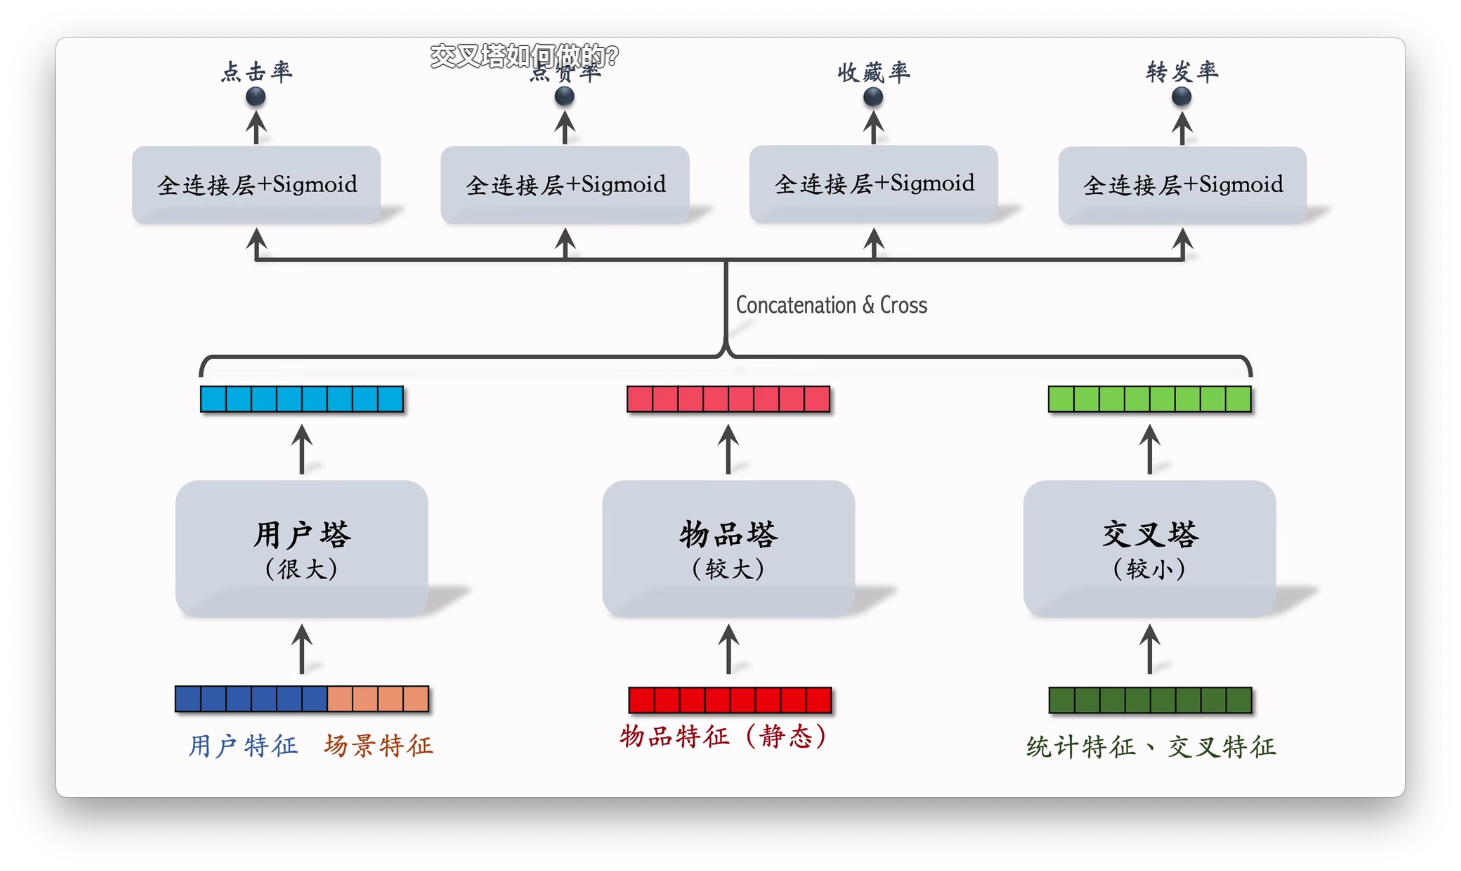 交叉塔如何做的?
点击率
点赞率
收藏率
转发率
全连接层+Sigmoid
全连接层+Sigmoid
全连接层+Sigmoid
全连接层+Sigmoid
Concatenation & Cross
用户塔
(很大)
物品塔
(较大)
交叉塔
(较小)
用户特征
场景特征
物品特征(静态)
统计特征、交叉特征